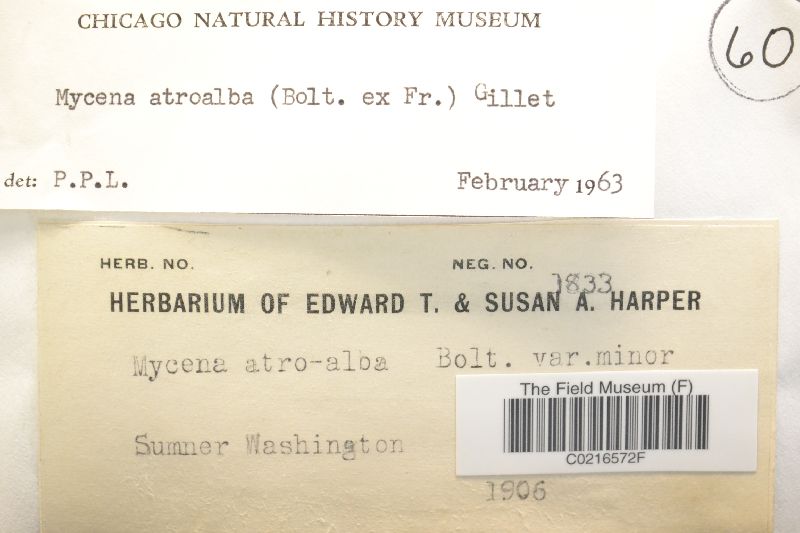 CHICAGO NATURAL HISTORY MUSEUM
60
Mycena atroalba (Bolt. ex Fr.) Gillet
det: P.P.L. February 1963
HERB. NO. NEG. NO. 1833
HERBARIUM OF EDWARD T. & SUSAN A. HARPER
Mycena atro-alba Bolt. var.minor
The Field Museum (F)
Sumner Washington
C0216572F
1906